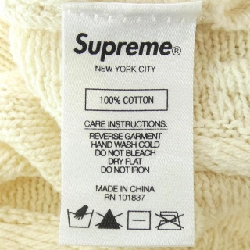 Supreme®
NEW YORK CITY
100% COTTON
CARE INSTRUCTIONS.
REVERSE GARMENT
HAND WASH COLD
DO NOT BLEACH
DRY FLAT
DO NOT IRON
MADE IN CHINA
RN 101837